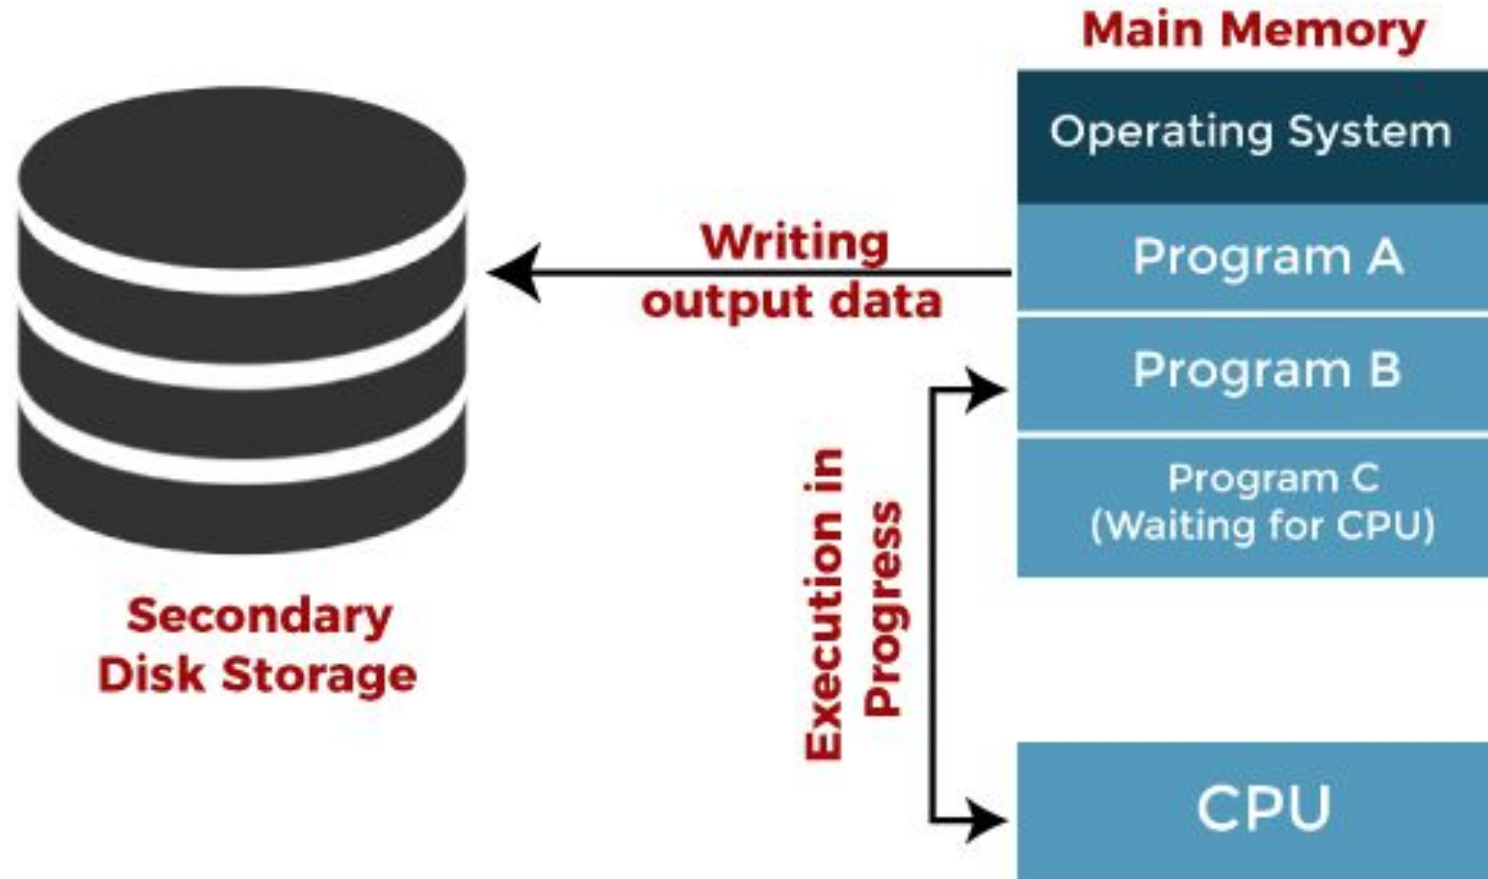 Main Memory
Operating System
Program A
Writing
output data
Program B
Program C
(Waiting for CPU)
Execution in
Progress
Secondary
Disk Storage
CPU